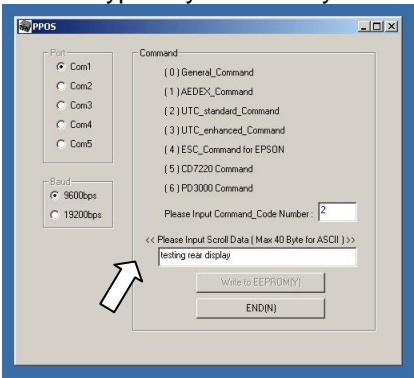 PPOS
Port
Com1
Com2
Com3
Com4
Com5
Baud
9600bps
19200bps
Command
( 0 ) General_Command
( 1 ) AEDEX_Command
( 2 ) UTC_standard_Command
( 3 ) UTC_enhanced_Command
( 4 ) ESC_Command for EPSON
( 5 ) CD7220 Command
( 6 ) PD3000 Command
Please Input Command_Code Number : 2
<< Please Input Scroll Data ( Max 40 Byte for ASCII ) >>
testing rear display
Write to EEPROM(Y)
END(N)